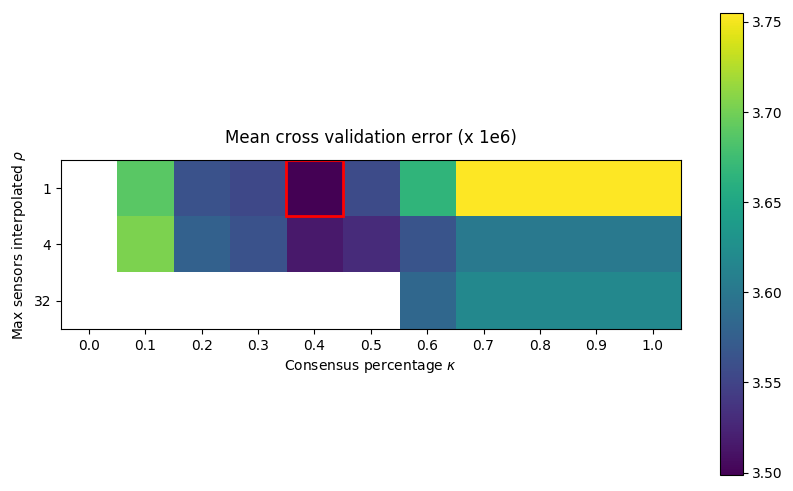 Mean cross validation error (x 1e6)
Max sensors interpolated ρ
1
4
32
0.0 0.1 0.2 0.3 0.4 0.5 0.6 0.7 0.8 0.9 1.0
Consensus percentage κ
3.75
3.70
3.65
3.60
3.55
3.50